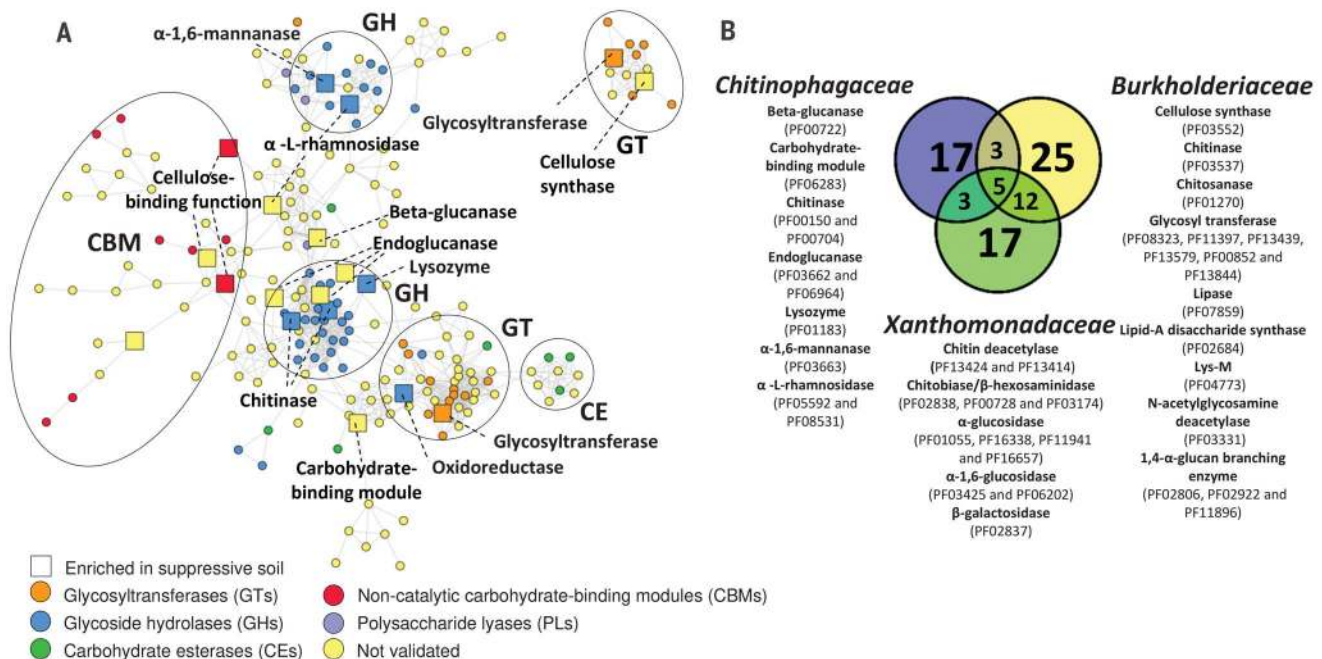 A
GH
α-1,6-mannanase
Glycosyltransferase
GT
α -L-rhamnosidase
Cellulose
synthase
Cellulose-
binding function
CBM
Beta-glucanase
Endoglucanase
Lysozyme
GH
GT
CE
Chitinase
Glycosyltransferase
Oxidoreductase
Carbohydrate-
binding module
Enriched in suppressive soil
Glycosyltransferases (GTs)
Glycoside hydrolases (GHs)
Carbohydrate esterases (CEs)
Non-catalytic carbohydrate-binding modules (CBMs)
Polysaccharide lyases (PLs)
Not validated
B
Chitinophagaceae
Beta-glucanase
(PF00722)
Carbohydrate-
binding module
(PF06283)
Chitinase
(PF00150 and
PF00704)
Endoglucanase
(PF03662 and
PF06964)
Lysozyme
(PF01183)
α-1,6-mannanase
(PF03663)
α -L-rhamnosidase
(PF05592 and
PF08531)
17
3
25
5
3
12
17
Xanthomonadaceae
Chitin deacetylase
(PF13424 and PF13414)
Chitobiase/β-hexosaminidase
(PF02838, PF00728 and PF03174)
α-glucosidase
(PF01055, PF16338, PF11941
and PF16657)
α-1,6-glucosidase
(PF03425 and PF06202)
β-galactosidase
(PF02837)
Burkholderiaceae
Cellulose synthase
(PF03552)
Chitinase
(PF03537)
Chitosanase
(PF01270)
Glycosyl transferase
(PF08323, PF11397, PF13439,
PF13579, PF00852 and
PF13844)
Lipase
(PF07859)
Lipid-A disaccharide synthase
(PF02684)
Lys-M
(PF04773)
N-acetylglycosamine
deacetylase
(PF03331)
1,4-α-glucan branching
enzyme
(PF02806, PF02922 and
PF11896)